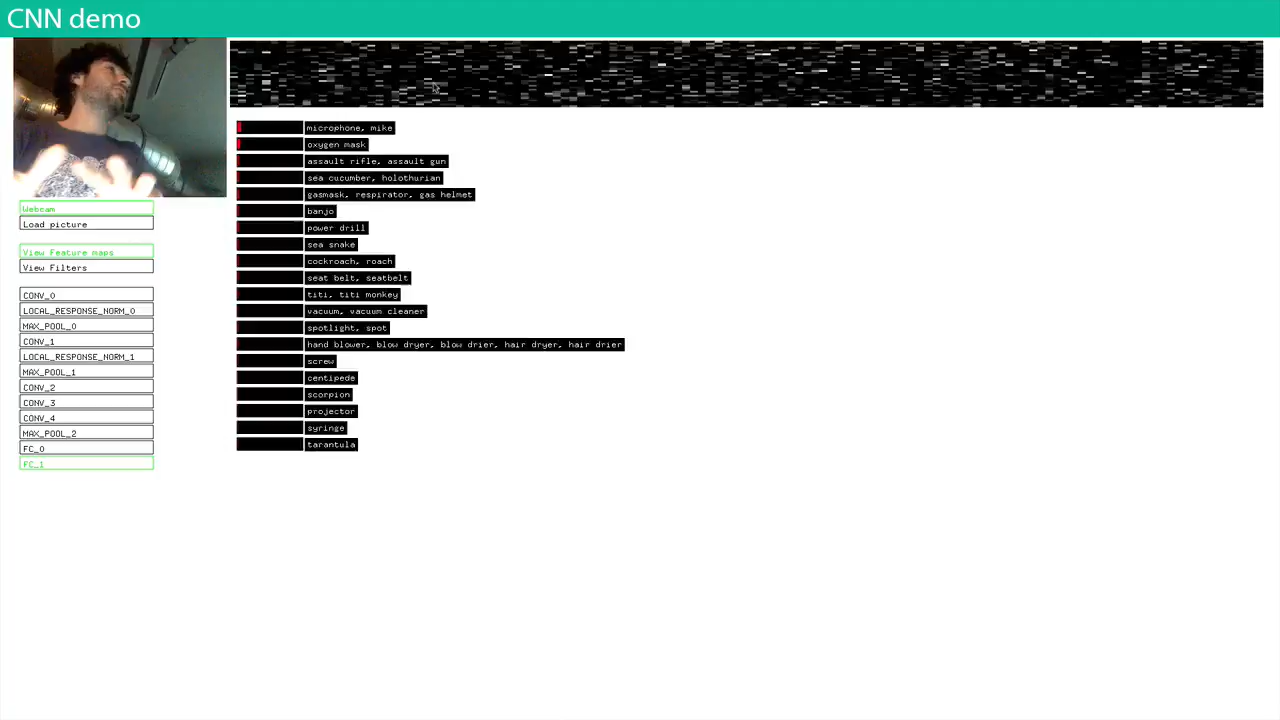 CNN demo
microphone, mike
oxygen mask
assault rifle, assault gun
sea cucumber, holothurian
gasmask, respirator, gas helmet
banjo
power drill
sea snake
cockroach, roach
seat belt, seatbelt
titi, titi monkey
vacuum, vacuum cleaner
spotlight, spot
hand blower, blow dryer, blow drier, hair dryer, hair drier
screw
centipede
scorpion
projector
syringe
tarantula
Webcam
Load picture
View Feature maps
View Filters
CONV_0
LOCAL_RESPONSE_NORM_0
MAX_POOL_0
CONV_1
LOCAL_RESPONSE_NORM_1
MAX_POOL_1
CONV_2
CONV_3
CONV_4
MAX_POOL_2
FC_0
FC_1